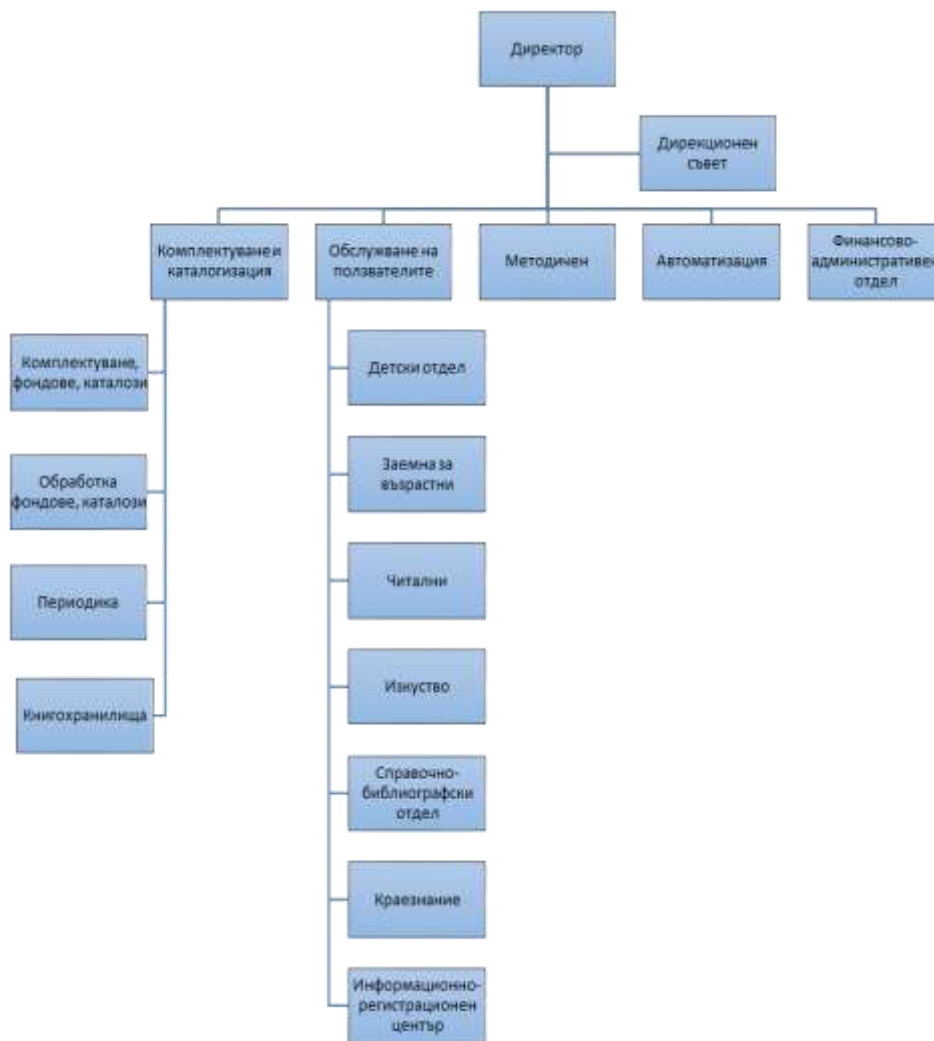 Директор
Дирекционен
съвет
Комплектуване и
каталогизация
Обслужване на
ползвателите
Методичен
Автоматизация
Финансово-
административен
отдел
Комплектуване,
фондове, каталози
Обработка
фондове, каталози
Периодика
Книгохранилища
Детски отдел
Заемна за
възрастни
Читални
Изкуство
Справочно-
библиографски
отдел
Краезнание
Информационно-
регистрационен
център